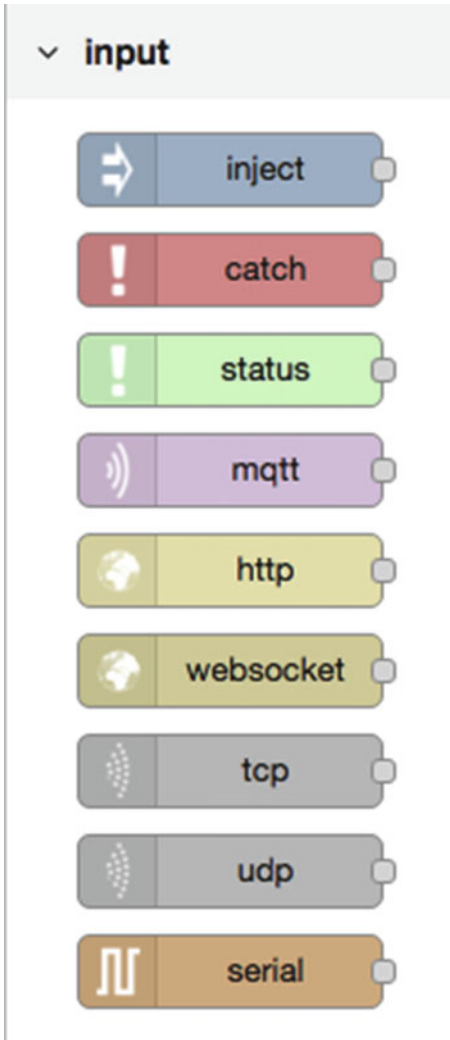 input
inject
catch
status
mqtt
http
websocket
tcp
udp
serial